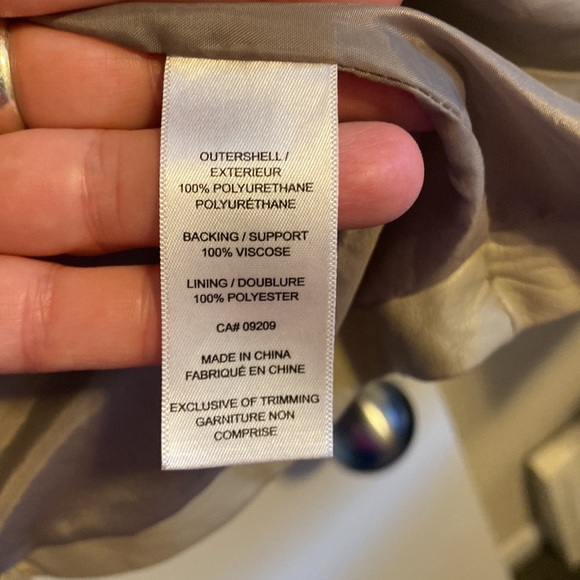 OUTERSHELL /
EXTERIEUR
100% POLYURETHANE
POLYURÉTHANE
BACKING / SUPPORT
100% VISCOSE
LINING / DOUBLURE
100% POLYESTER
CA# 09209
MADE IN CHINA
FABRIQUÉ EN CHINE
EXCLUSIVE OF TRIMMING
GARNITURE NON
COMPRISE